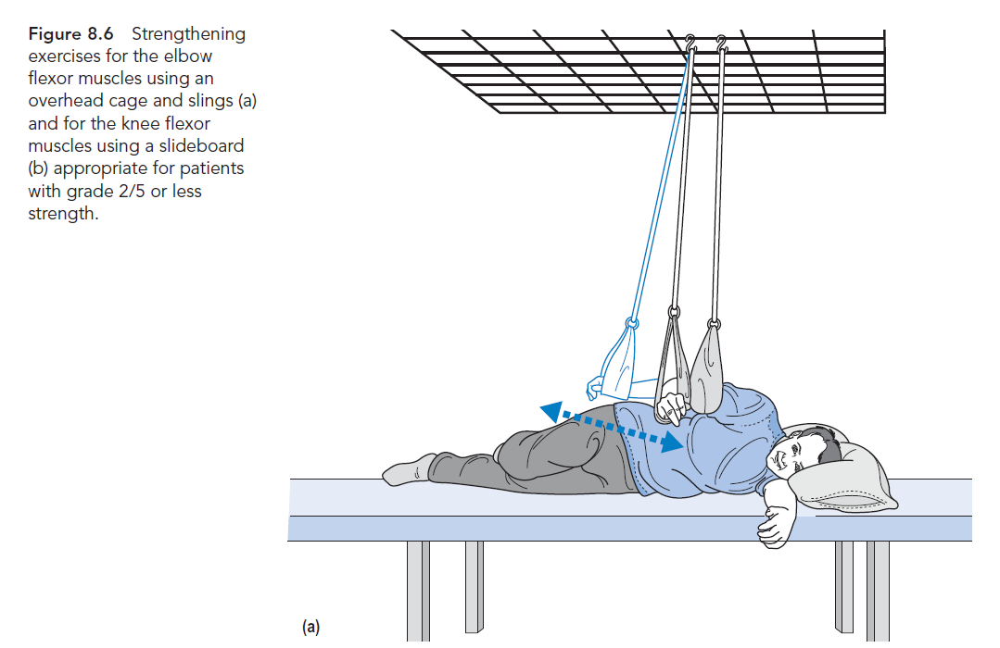 Figure 8.6 Strengthening
exercises for the elbow
flexor muscles using an
overhead cage and slings (a)
and for the knee flexor
muscles using a slideboard
(b) appropriate for patients
with grade 2/5 or less
strength.
(a)